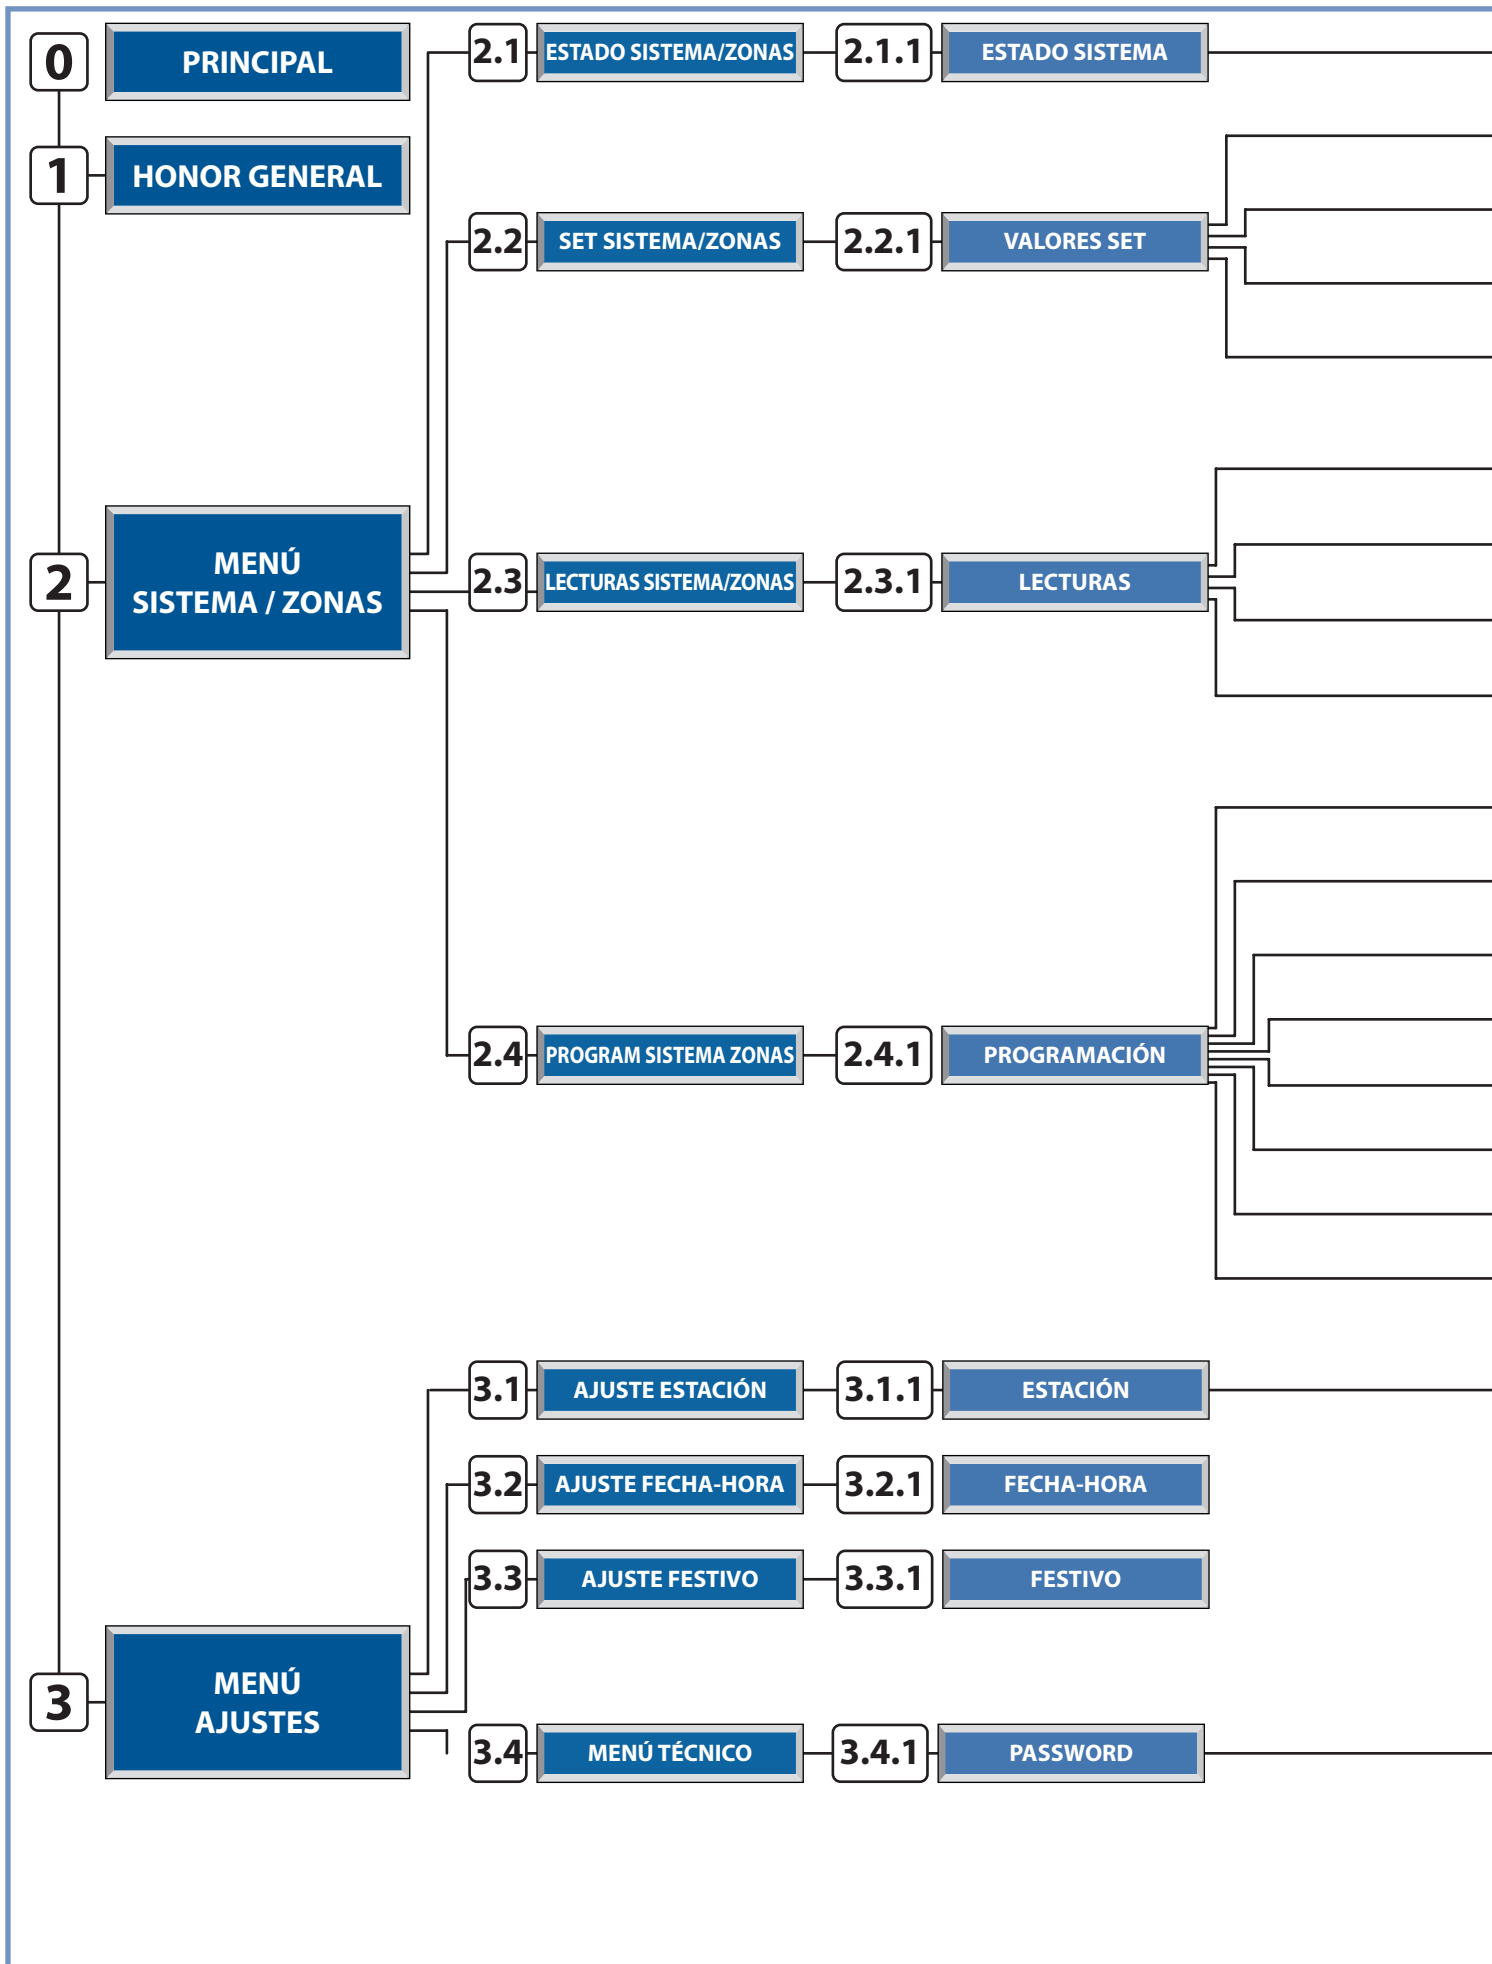 0
PRINCIPAL
1
HONOR GENERAL
2
MENÚ
SISTEMA / ZONAS
2.1
ESTADO SISTEMA/ZONAS
2.1.1
ESTADO SISTEMA
2.2
SET SISTEMA/ZONAS
2.2.1
VALORES SET
2.3
LECTURAS SISTEMA/ZONAS
2.3.1
LECTURAS
2.4
PROGRAM SISTEMA ZONAS
2.4.1
PROGRAMACIÓN
3
MENÚ
AJUSTES
3.1
AJUSTE ESTACIÓN
3.1.1
ESTACIÓN
3.2
AJUSTE FECHA-HORA
3.2.1
FECHA-HORA
3.3
AJUSTE FESTIVO
3.3.1
FESTIVO
3.4
MENÚ TÉCNICO
3.4.1
PASSWORD